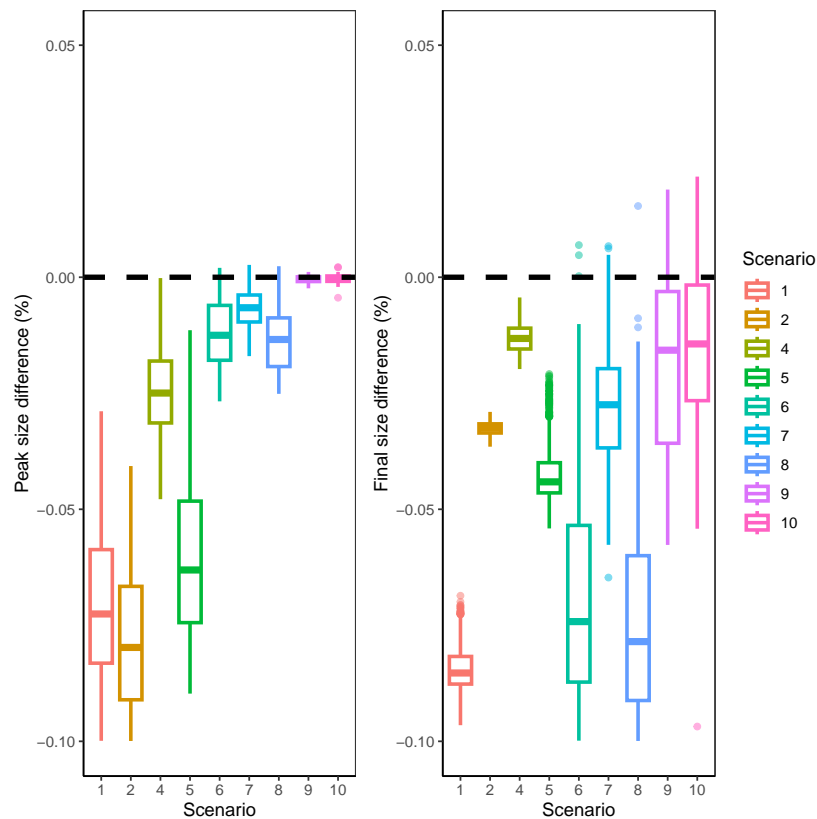 Peak size difference (%)
0.05
0.00
−0.05
−0.10
1 2 4 5 6 7 8 9 10
Scenario
Final size difference (%)
0.05
0.00
−0.05
−0.10
1 2 4 5 6 7 8 9 10
Scenario
Scenario
1
2
4
5
6
7
8
9
10